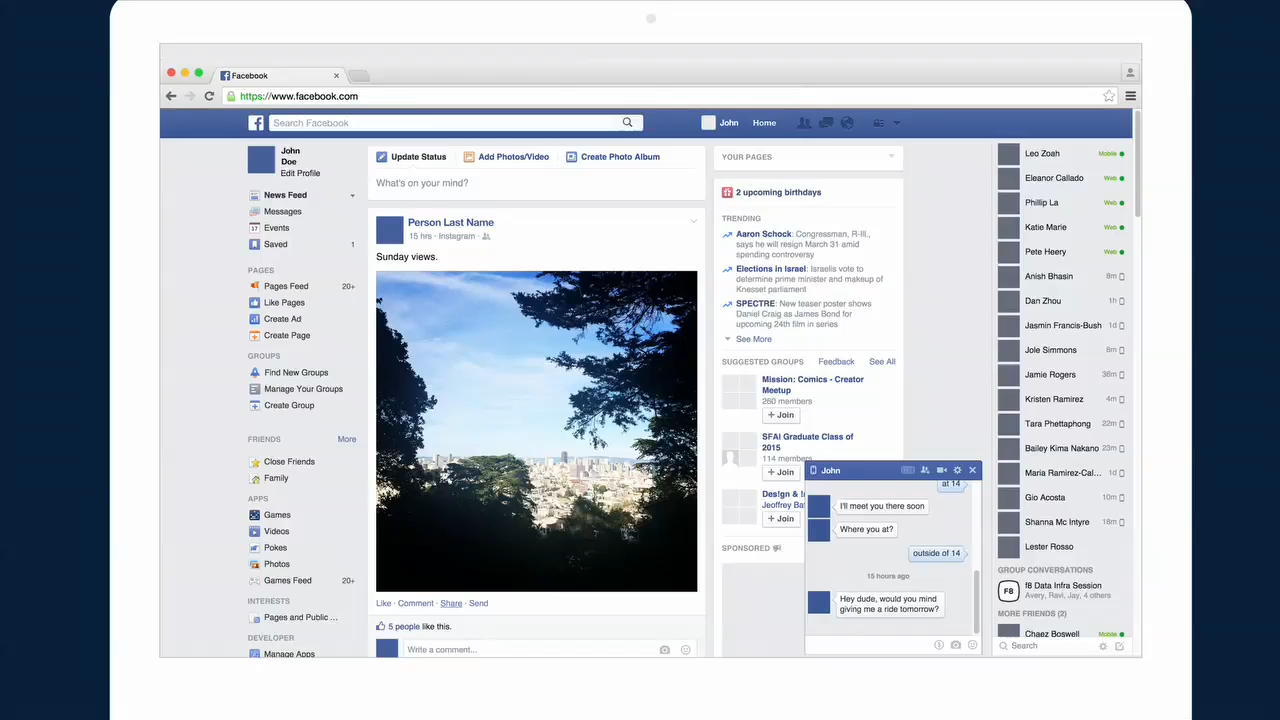 Facebook
https://www.facebook.com
Search Facebook
John Home
John
Doe
Edit Profile
News Feed
Messages
Events
Saved 1
PAGES
Pages Feed 20+
Like Pages
Create Ad
Create Page
GROUPS
Find New Groups
Manage Your Groups
Create Group
FRIENDS More
Close Friends
Family
APPS
Games
Videos
Pokes
Photos
Games Feed 20+
INTERESTS
Pages and Public ...
DEVELOPER
Manage Apps
Update Status Add Photos/Video Create Photo Album
What's on your mind?
Person Last Name
15 hrs · Instagram ·
Sunday views.
Like · Comment · Share · Send
5 people like this.
Write a comment...
YOUR PAGES
2 upcoming birthdays
TRENDING
Aaron Schock: Congressman, R-Ill.,
says he will resign March 31 amid
spending controversy
Elections in Israel: Israelis vote to
determine prime minister and makeup of
Knesset parliament
SPECTRE: New teaser poster shows
Daniel Craig as James Bond for
upcoming 24th film in series
See More
SUGGESTED GROUPS Feedback See All
Mission: Comics - Creator
Meetup
260 members
+ Join
SFAI Graduate Class of
2015
114 members
+ Join
Des!gn &
Jeoffrey
+ Join
SPONSORED
John
at 14
I'll meet you there soon
Where you at?
outside of 14
15 hours ago
Hey dude, would you mind
giving me a ride tomorrow?
Leo Zoah Mobile
Eleanor Callado Web
Phillip La Web
Katie Marie Web
Pete Heery Web
Anish Bhasin 8m
Dan Zhou 1h
Jasmin Francis-Bush 1d
Jole Simmons 8m
Jamie Rogers 36m
Kristen Ramirez 4m
Tara Phettaphong 22m
Bailey Kima Nakano 23m
Maria Ramirez-Cal... 1d
Gio Acosta 10m
Shanna Mc Intyre 18m
Lester Rosso
GROUP CONVERSATIONS
F8
f8 Data Infra Session
Avery, Ravi, Jay, 4 others
MORE FRIENDS (2)
Chaez Boswell Mobile
Search